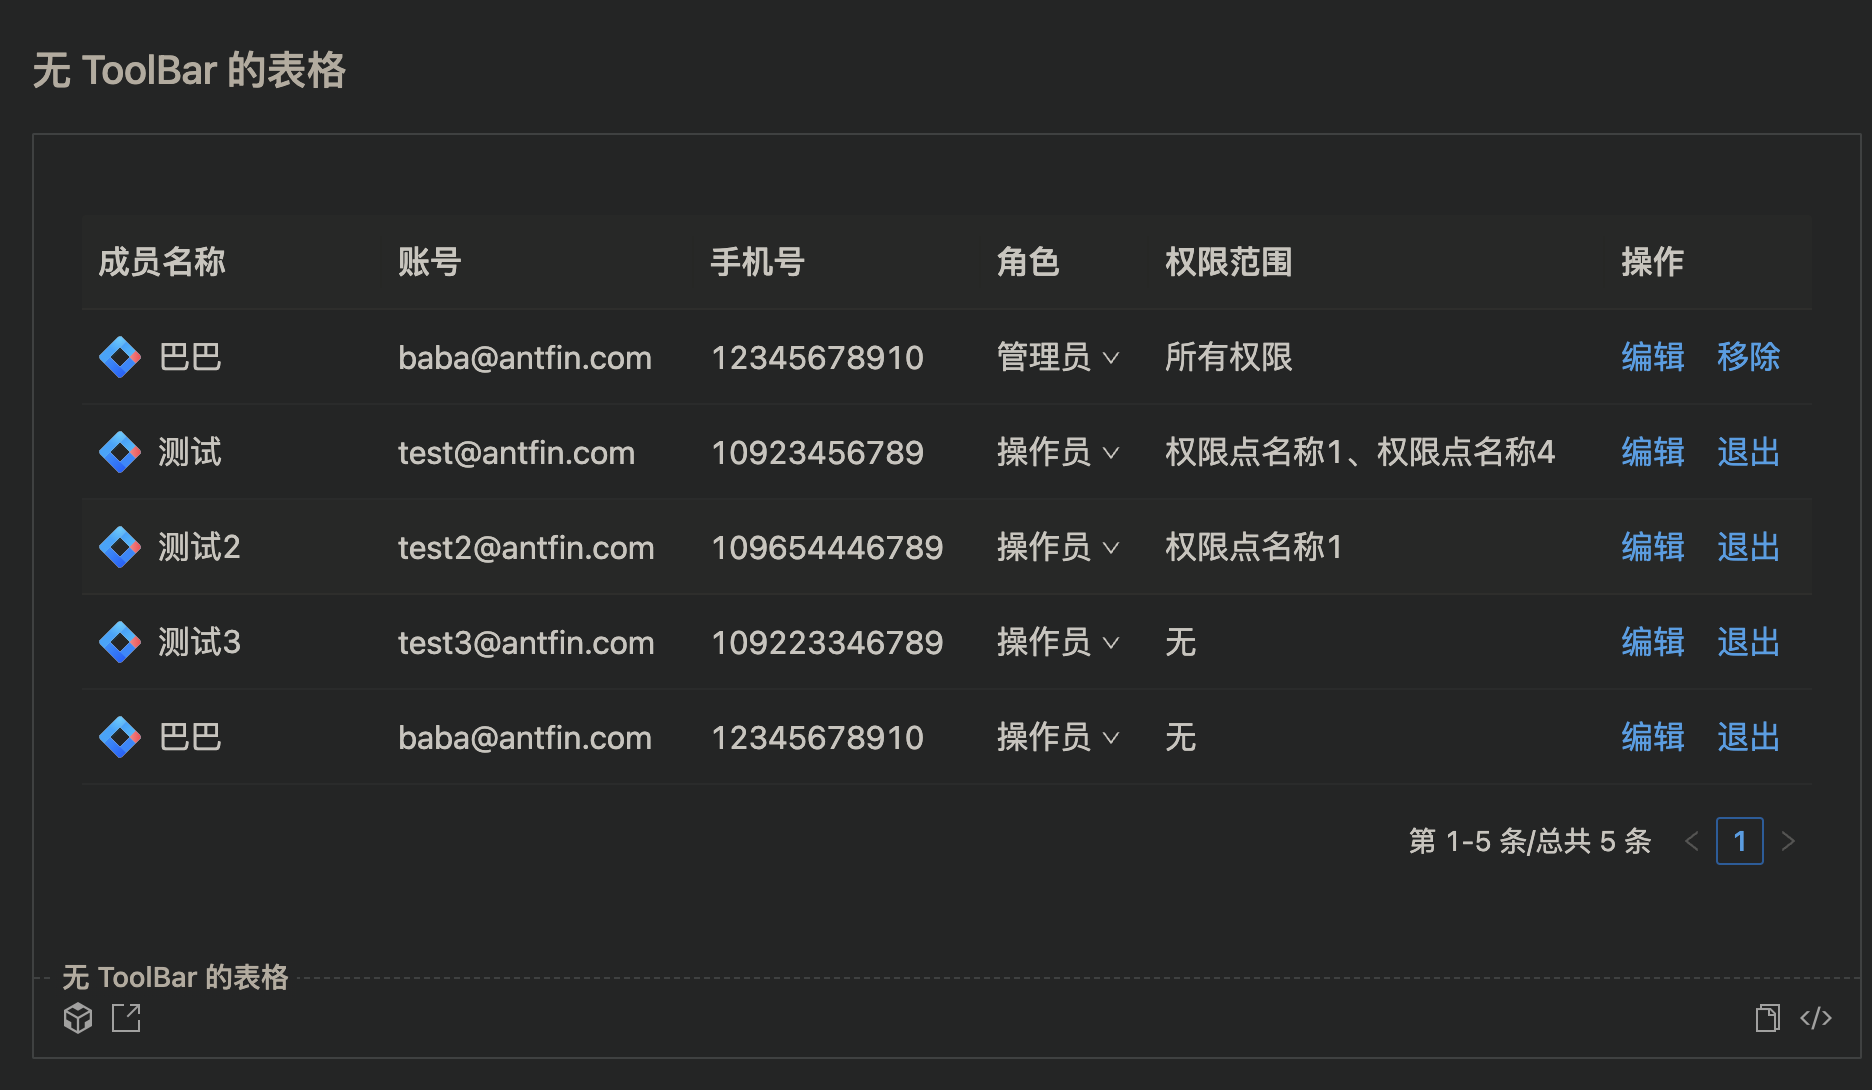 无 ToolBar 的表格
成员名称 账号 手机号 角色 权限范围 操作
巴巴 baba@antfin.com 12345678910 管理员 所有权限 编辑 移除
测试 test@antfin.com 10923456789 操作员 权限点名称1、权限点名称4 编辑 退出
测试2 test2@antfin.com 109654446789 操作员 权限点名称1 编辑 退出
测试3 test3@antfin.com 109223346789 操作员 无 编辑 退出
巴巴 baba@antfin.com 12345678910 操作员 无 编辑 退出
第 1-5 条/总共 5 条 < 1 >
无 ToolBar 的表格